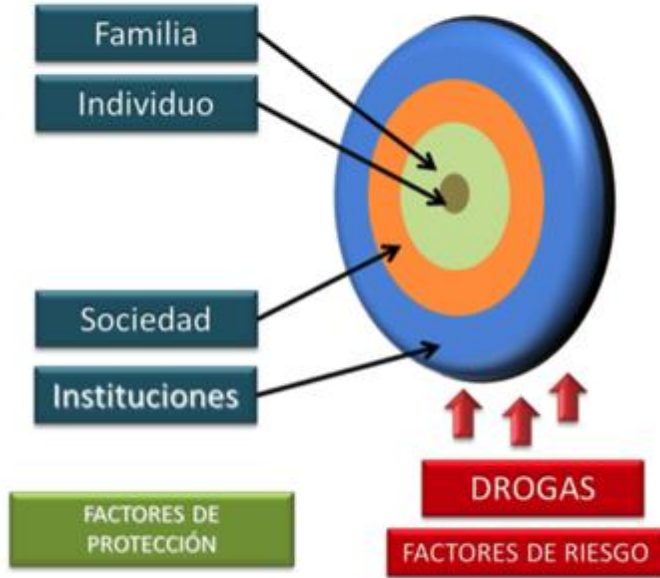 Familia
Individuo
Sociedad
Instituciones
DROGAS
FACTORES DE
PROTECCIÓN
FACTORES DE RIESGO